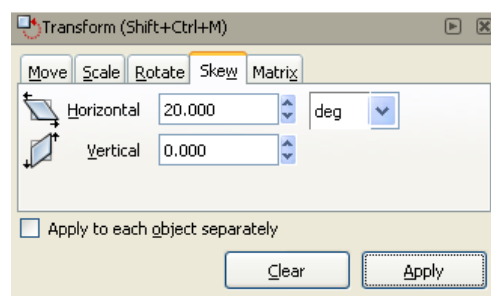 Transform (Shift+Ctrl+M)
Move Scale Rotate Skew Matrix
Horizontal 20.000 deg
Vertical 0.000
Apply to each object separately
Clear Apply